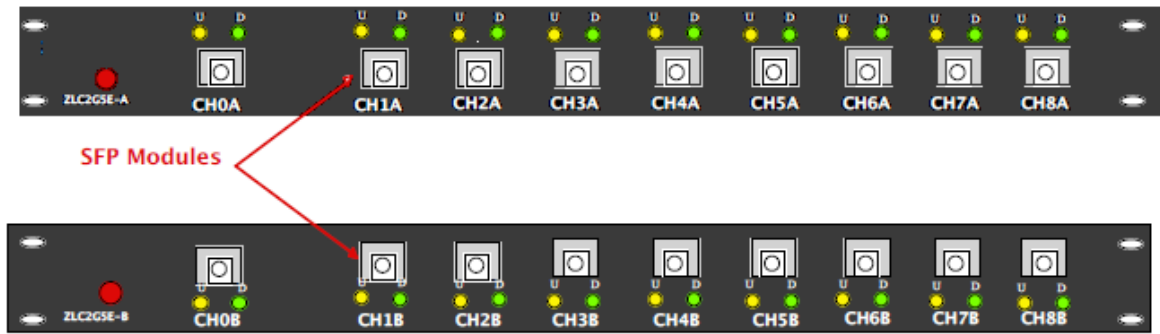 U D U D U D U D U D U D U D U D U D
ZLC2GSE-A CH0A CH1A CH2A CH3A CH4A CH5A CH6A CH7A CH8A
SFP Modules
U D U D U D U D U D U D U D U D U D
ZLC2GSE-B CH0B CH1B CH2B CH3B CH4B CH5B CH6B CH7B CH8B